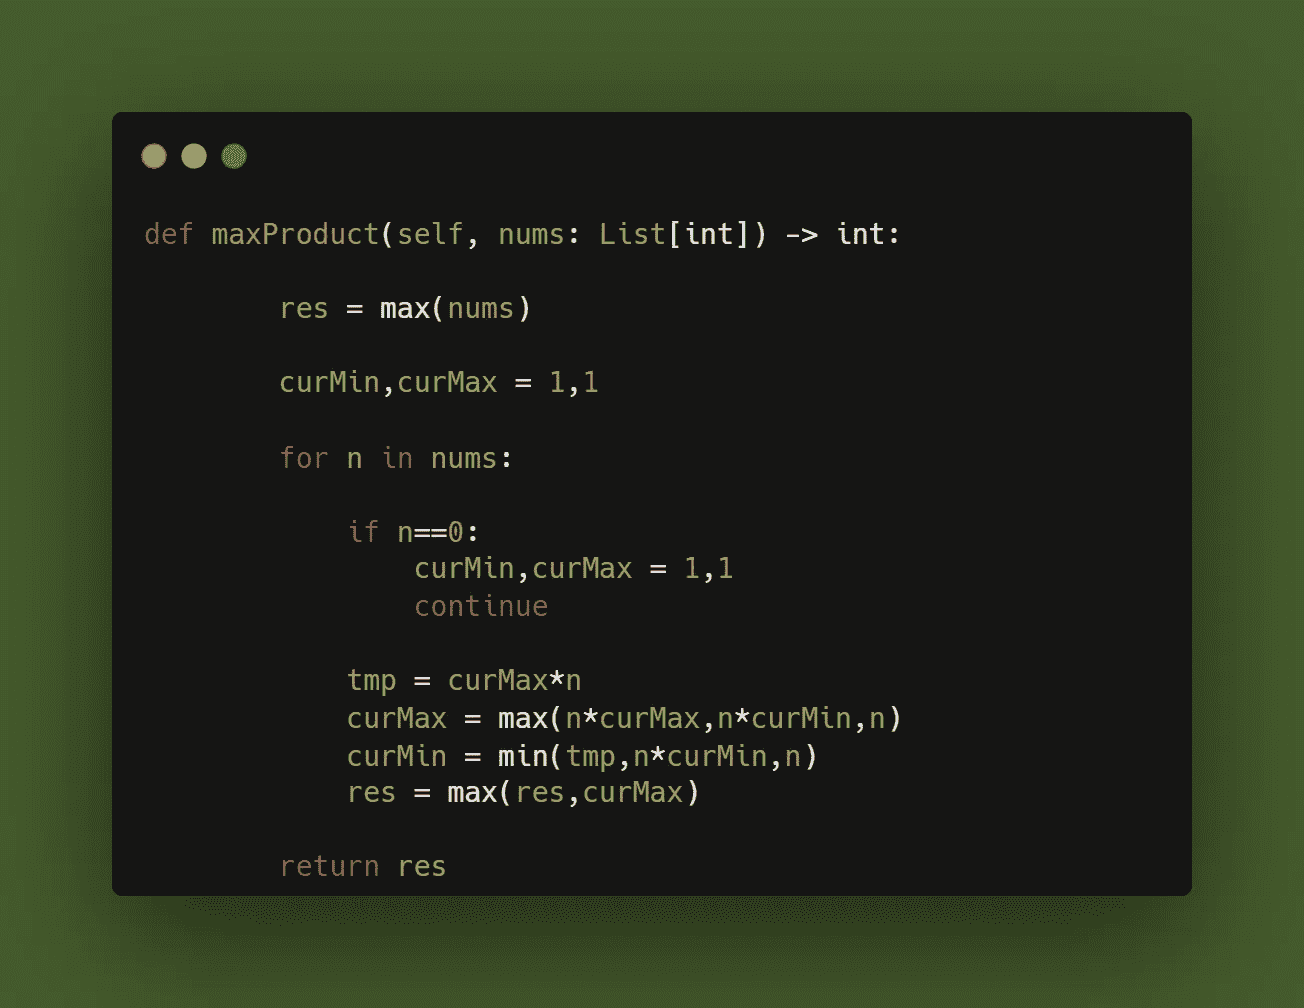 def maxProduct(self, nums: List[int]) -> int:
res = max(nums)
curMin,curMax = 1,1
for n in nums:
if n==0:
curMin,curMax = 1,1
continue
tmp = curMax*n
curMax = max(n*curMax,n*curMin,n)
curMin = min(tmp,n*curMin,n)
res = max(res,curMax)
return res